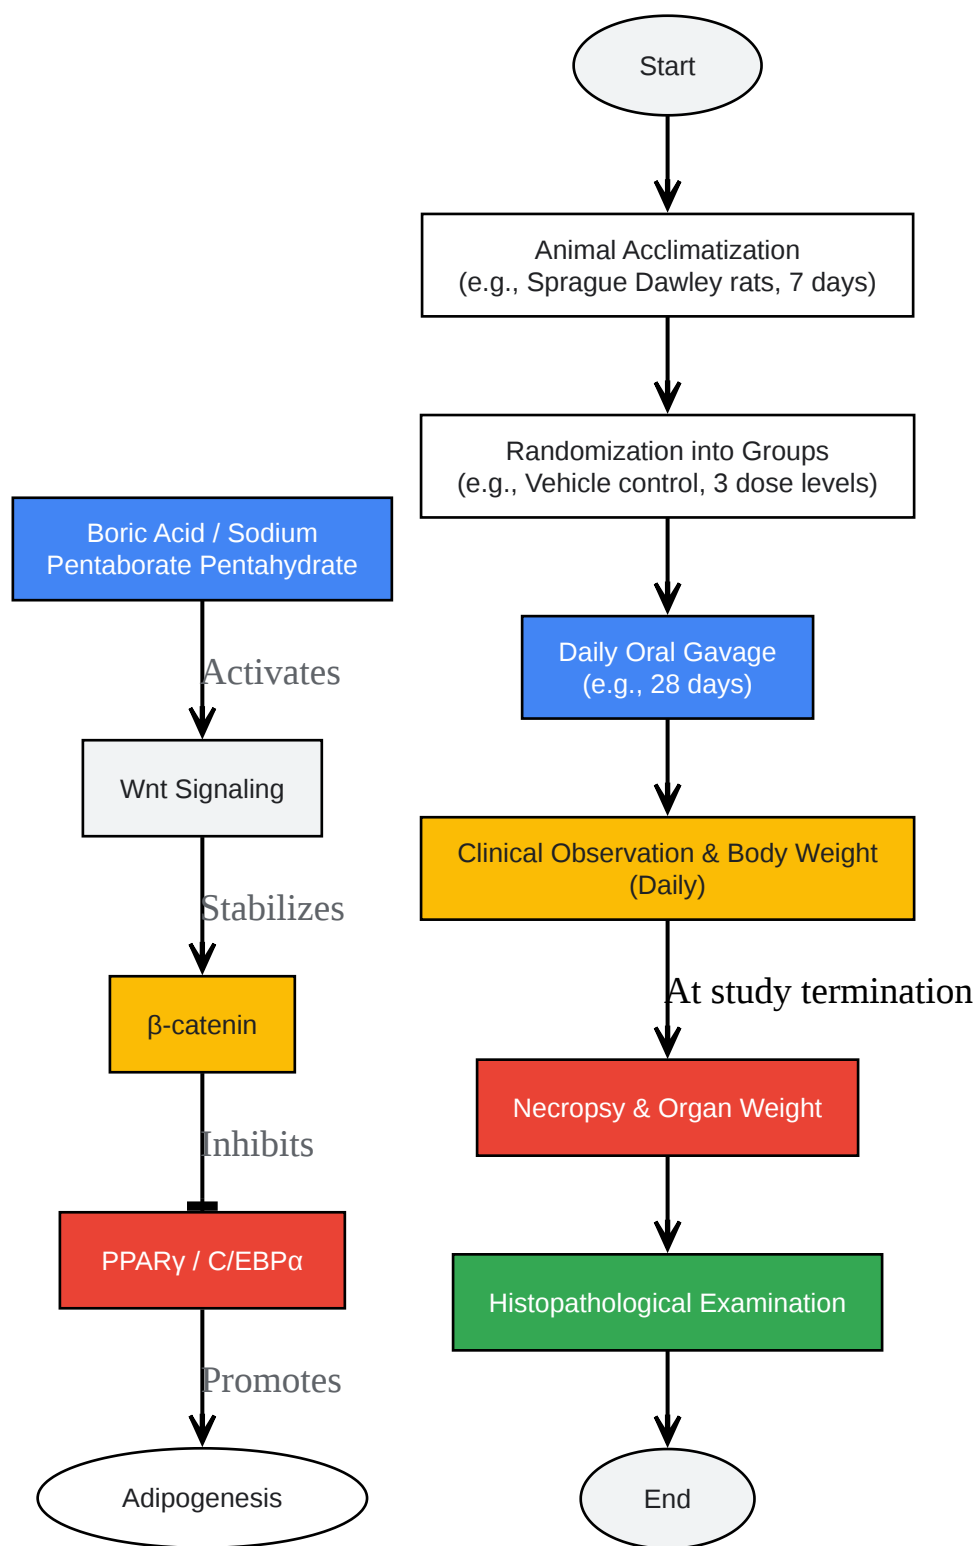 Start
Animal Acclimatization
(e.g., Sprague Dawley rats, 7 days)
Randomization into Groups
(e.g., Vehicle control, 3 dose levels)
Daily Oral Gavage
(e.g., 28 days)
Clinical Observation & Body Weight
(Daily)
At study termination
Necropsy & Organ Weight
Histopathological Examination
End
Boric Acid / Sodium
Pentaborate Pentahydrate
Activates
Wnt Signaling
Stabilizes
β-catenin
Inhibits
PPARγ / C/EBPα
Promotes
Adipogenesis